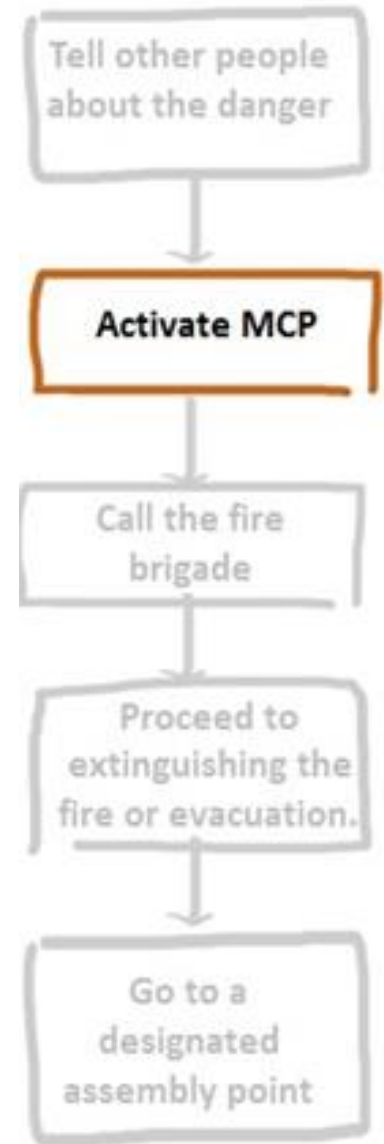 Tell other people
about the danger
Activate MCP
Call the fire
brigade
Proceed to
extinguishing the
fire or evacuation.
Go to a
designated
assembly point